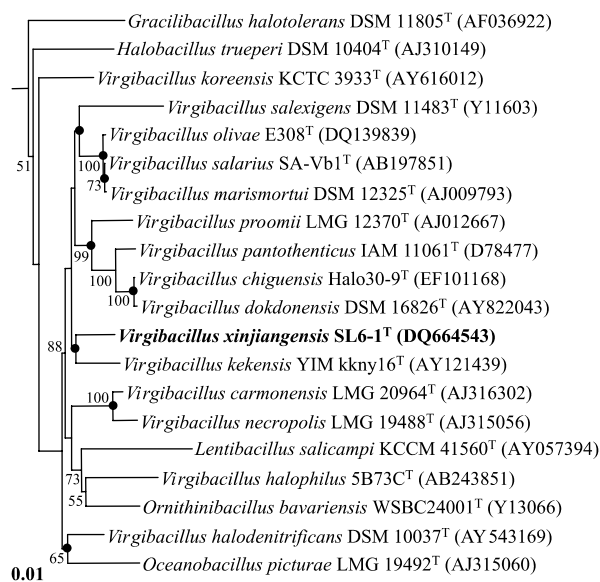 Gracilibacillus halotolerans DSM 11805ᵀ (AF036922)
Halobacillus trueperi DSM 10404ᵀ (AJ310149)
Virgibacillus koreensis KCTC 3933ᵀ (AY616012)
Virgibacillus salexigens DSM 11483ᵀ (Y11603)
Virgibacillus olivae E308ᵀ (DQ139839)
51
100
Virgibacillus salarius SA-Vb1ᵀ (AB197851)
73
Virgibacillus marismortui DSM 12325ᵀ (AJ009793)
Virgibacillus proomii LMG 12370ᵀ (AJ012667)
99
Virgibacillus pantothenticus IAM 11061ᵀ (D78477)
100
Virgibacillus chiguensis Halo30-9ᵀ (EF101168)
100
Virgibacillus dokdonensis DSM 16826ᵀ (AY822043)
Virgibacillus xinjiangensis SL6-1ᵀ (DQ664543)
88
Virgibacillus kekensis YIM kkny16ᵀ (AY121439)
100
Virgibacillus carmonensis LMG 20964ᵀ (AJ316302)
Virgibacillus necropolis LMG 19488ᵀ (AJ315056)
Lentibacillus salicampi KCCM 41560ᵀ (AY057394)
73
Virgibacillus halophilus 5B73Cᵀ (AB243851)
55
Ornithinibacillus bavariensis WSBC24001ᵀ (Y13066)
Virgibacillus halodenitrificans DSM 10037ᵀ (AY543169)
65
Oceanobacillus picturae LMG 19492ᵀ (AJ315060)
0.01